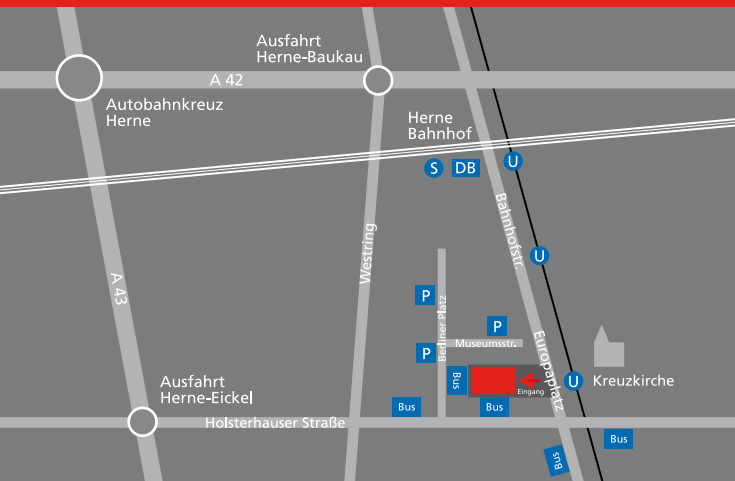 Ausfahrt
Herne-Baukau
A 42
Autobahnkreuz
Herne
Herne
Bahnhof
S
DB
U
Bahnhofstr.
Westring
U
A 43
P
Berliner Platz
P
Museumsstr.
Europaplatz
P
Bus
Eingang
U
Kreuzkirche
Ausfahrt
Herne-Eickel
Bus
Bus
Holsterhauser Straße
Bus
Bus